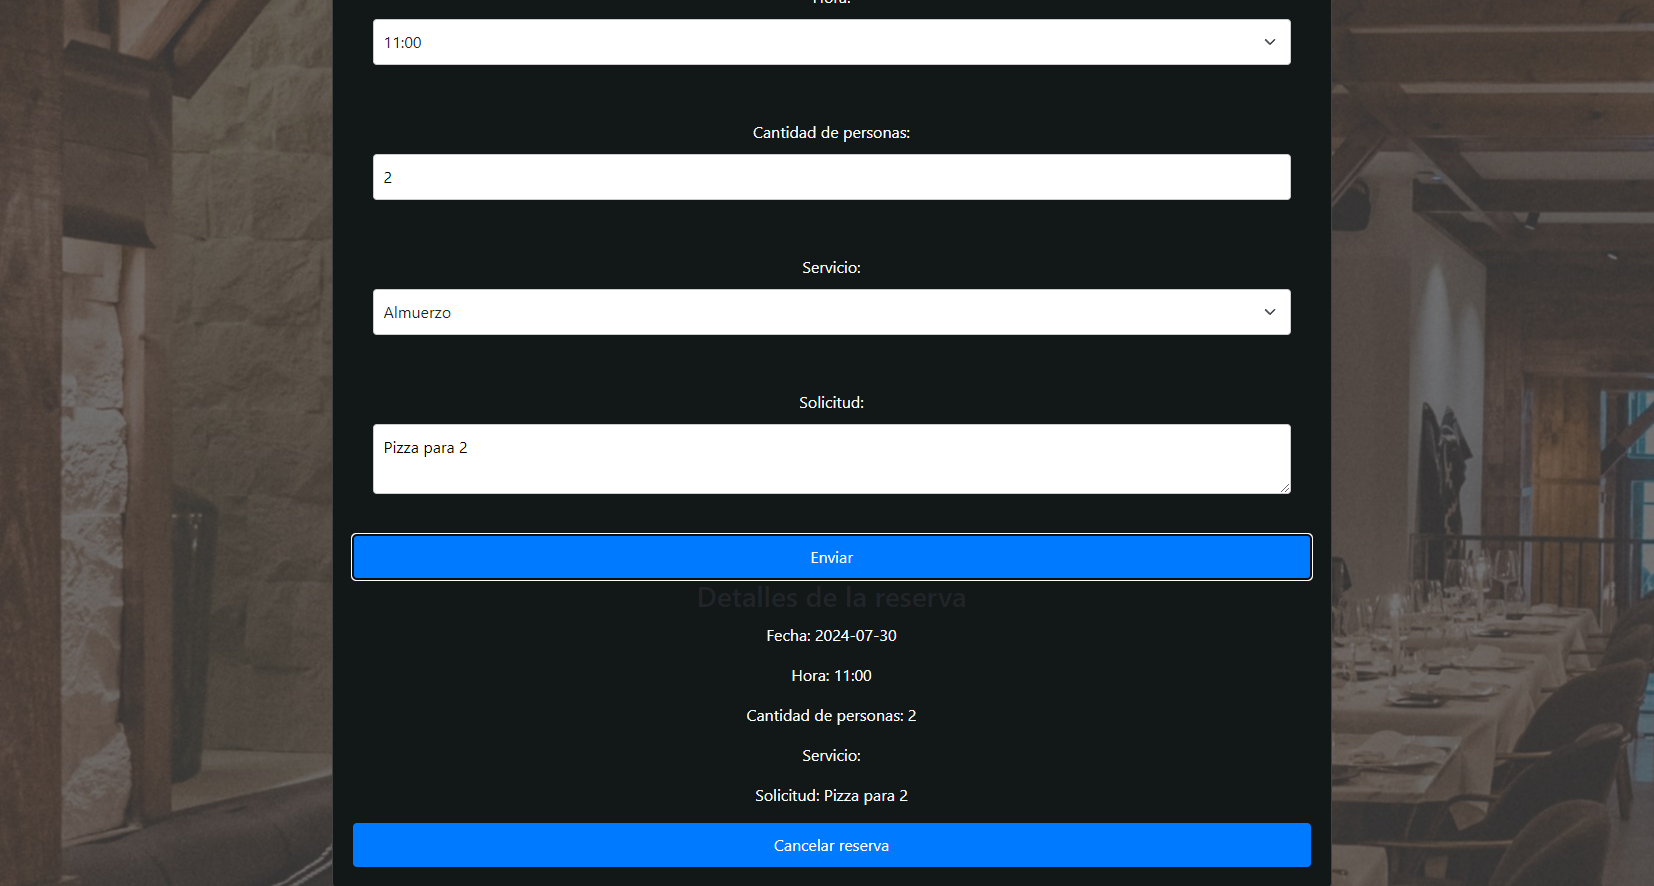 Hora:
11:00
Cantidad de personas:
2
Servicio:
Almuerzo
Solicitud:
Pizza para 2
Enviar
Detalles de la reserva
Fecha: 2024-07-30
Hora: 11:00
Cantidad de personas: 2
Servicio:
Solicitud: Pizza para 2
Cancelar reserva